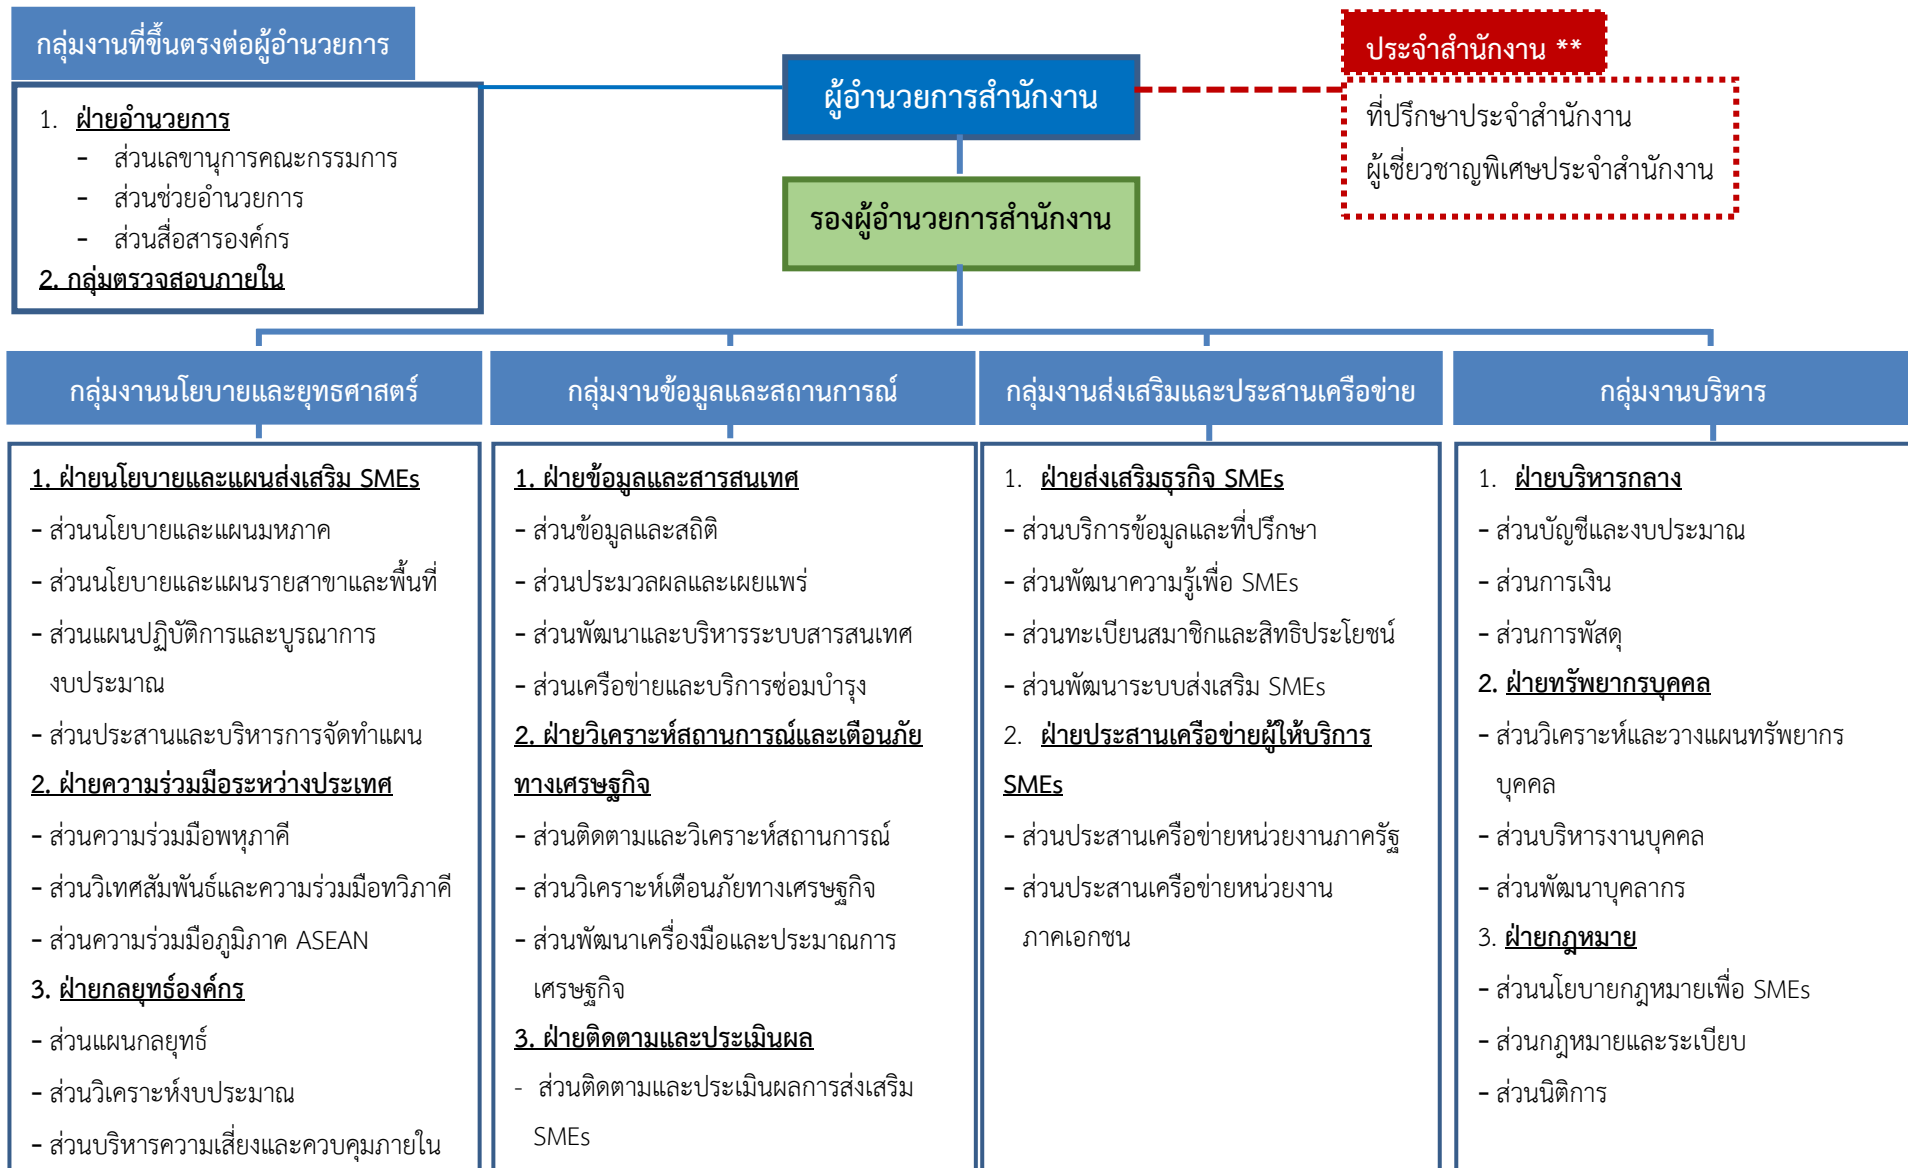 กลุ่มงานที่ขึ้นตรงต่อผู้อำนวยการ
1. ฝ่ายอำนวยการ
- ส่วนเลขานุการคณะกรรมการ
- ส่วนช่วยอำนวยการ
- ส่วนสื่อสารองค์กร
2. กลุ่มตรวจสอบภายใน
ผู้อำนวยการสำนักงาน
รองผู้อำนวยการสำนักงาน
ประจำสำนักงาน **
ที่ปรึกษาประจำสำนักงาน
ผู้เชี่ยวชาญพิเศษประจำสำนักงาน
กลุ่มงานนโยบายและยุทธศาสตร์
1. ฝ่ายนโยบายและแผนส่งเสริม SMEs
- ส่วนนโยบายและแผนมหภาค
- ส่วนนโยบายและแผนรายสาขาและพื้นที่
- ส่วนแผนปฏิบัติการและบูรณาการ
งบประมาณ
- ส่วนประสานและบริหารการจัดทำแผน
2. ฝ่ายความร่วมมือระหว่างประเทศ
- ส่วนความร่วมมือพหุภาคี
- ส่วนวิเทศสัมพันธ์และความร่วมมือทวิภาคี
- ส่วนความร่วมมือภูมิภาค ASEAN
3. ฝ่ายกลยุทธ์องค์กร
- ส่วนแผนกลยุทธ์
- ส่วนวิเคราะห์งบประมาณ
- ส่วนบริหารความเสี่ยงและควบคุมภายใน
กลุ่มงานข้อมูลและสถานการณ์
1. ฝ่ายข้อมูลและสารสนเทศ
- ส่วนข้อมูลและสถิติ
- ส่วนประมวลผลและเผยแพร่
- ส่วนพัฒนาและบริหารระบบสารสนเทศ
- ส่วนเครือข่ายและบริการซ่อมบำรุง
2. ฝ่ายวิเคราะห์สถานการณ์และเตือนภัย
ทางเศรษฐกิจ
- ส่วนติดตามและวิเคราะห์สถานการณ์
- ส่วนวิเคราะห์เตือนภัยทางเศรษฐกิจ
- ส่วนพัฒนาเครื่องมือและประมาณการ
เศรษฐกิจ
3. ฝ่ายติดตามและประเมินผล
- ส่วนติดตามและประเมินผลการส่งเสริม
SMEs
กลุ่มงานส่งเสริมและประสานเครือข่าย
1. ฝ่ายส่งเสริมธุรกิจ SMEs
- ส่วนบริการข้อมูลและที่ปรึกษา
- ส่วนพัฒนาความรู้เพื่อ SMEs
- ส่วนทะเบียนสมาชิกและสิทธิประโยชน์
- ส่วนพัฒนาระบบส่งเสริม SMEs
2. ฝ่ายประสานเครือข่ายผู้ให้บริการ
SMEs
- ส่วนประสานเครือข่ายหน่วยงานภาครัฐ
- ส่วนประสานเครือข่ายหน่วยงาน
ภาคเอกชน
กลุ่มงานบริหาร
1. ฝ่ายบริหารกลาง
- ส่วนบัญชีและงบประมาณ
- ส่วนการเงิน
- ส่วนการพัสดุ
2. ฝ่ายทรัพยากรบุคคล
- ส่วนวิเคราะห์และวางแผนทรัพยากร
บุคคล
- ส่วนบริหารงานบุคคล
- ส่วนพัฒนาบุคลากร
3. ฝ่ายกฎหมาย
- ส่วนนโยบายกฎหมายเพื่อ SMEs
- ส่วนกฎหมายและระเบียบ
- ส่วนนิติการ